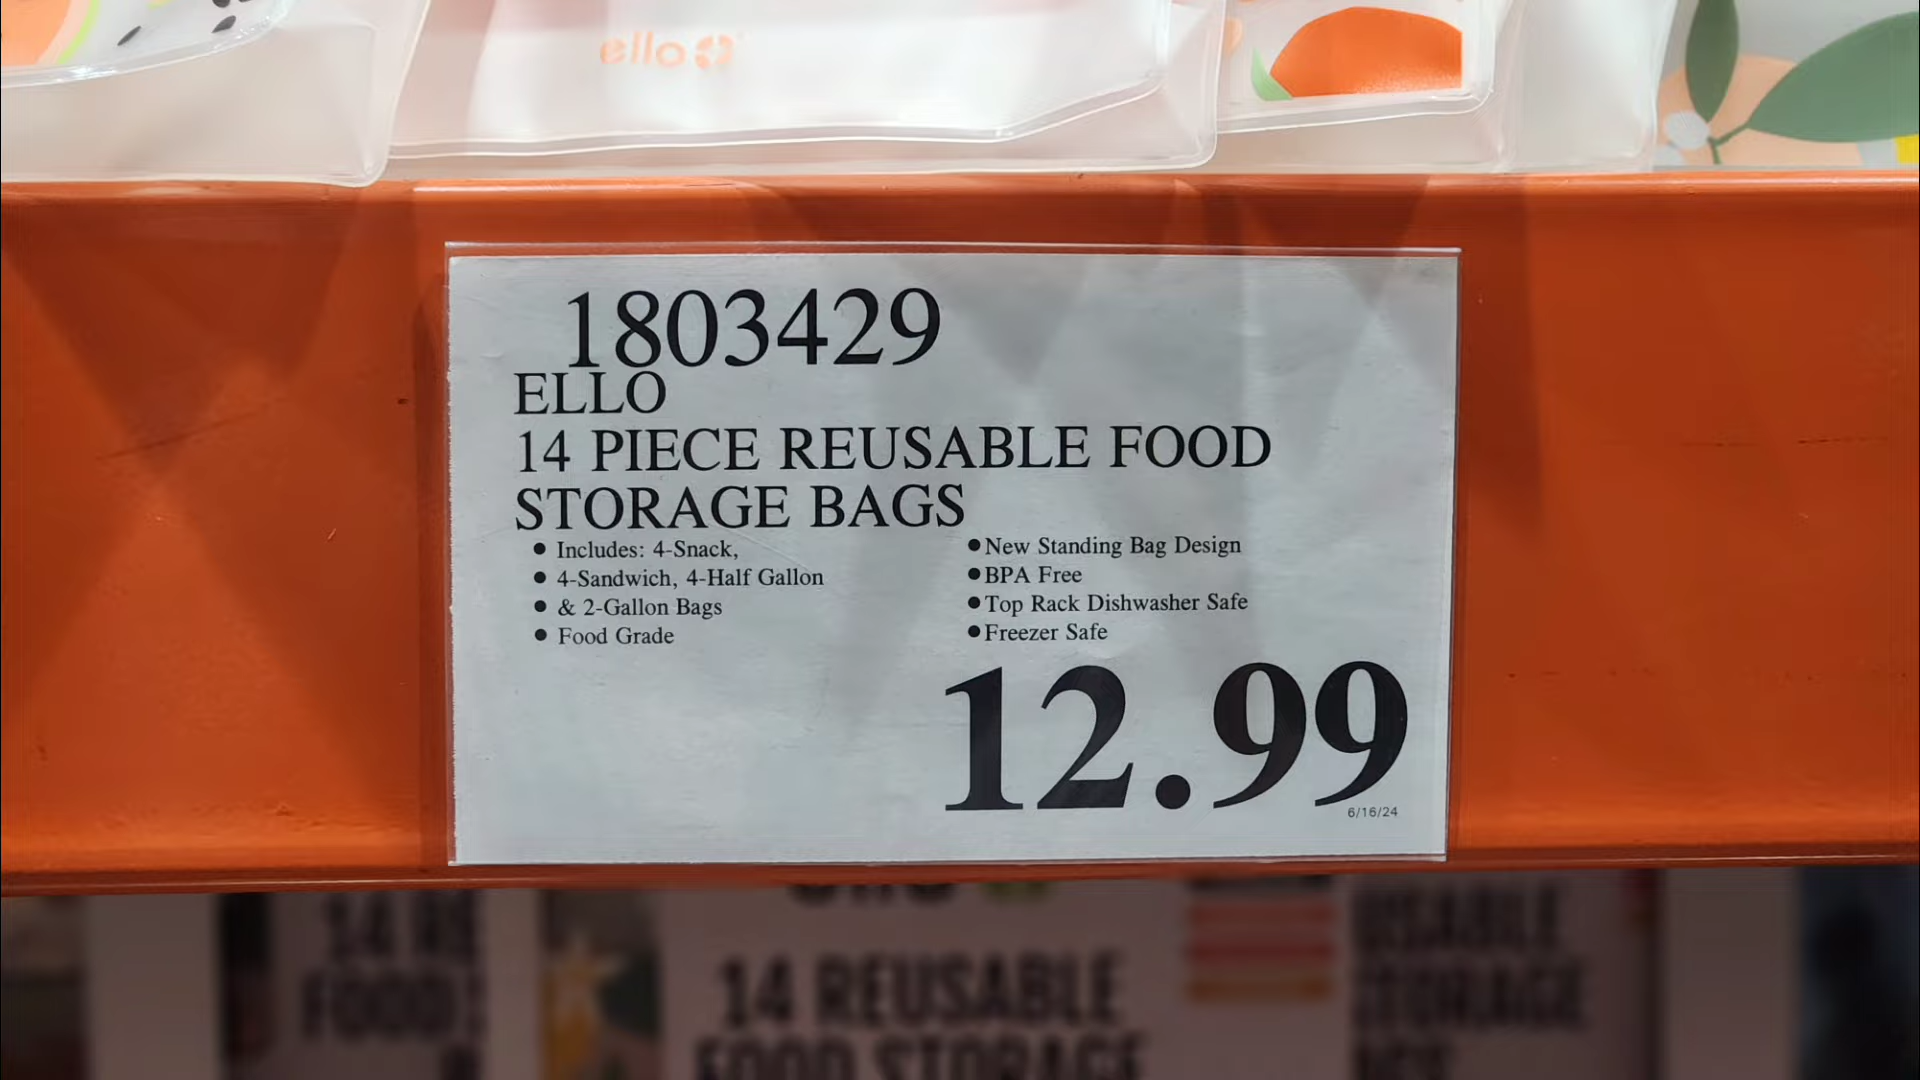 ello
1803429
ELLO
14 PIECE REUSABLE FOOD
STORAGE BAGS
• Includes: 4-Snack,
• 4-Sandwich, 4-Half Gallon
• & 2-Gallon Bags
• Food Grade
• New Standing Bag Design
• BPA Free
• Top Rack Dishwasher Safe
• Freezer Safe
12.99
6/16/24
14 REUSABLE
FOOD STORAGE